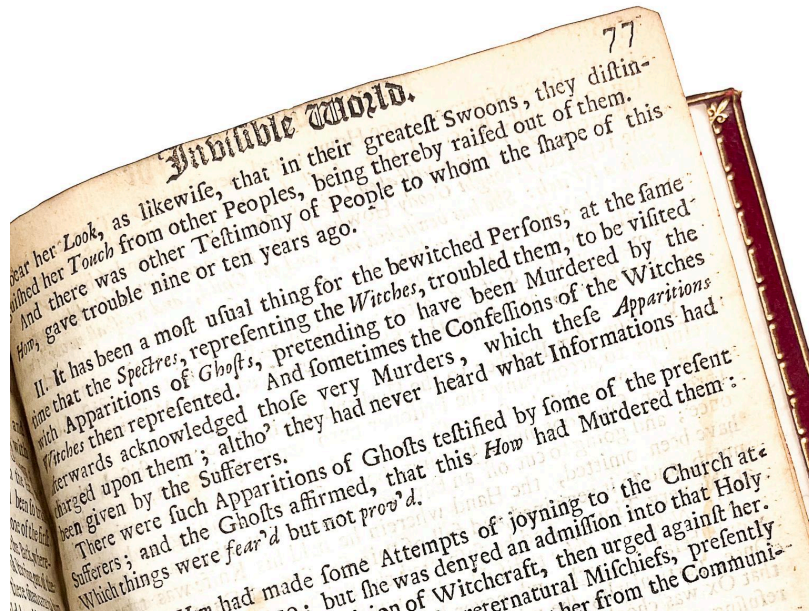 77
Invisible World.
bear her Look, as likewiſe, that in their greateſt Swoons, they diſtin-
guiſhed her Touch from other Peoples, being thereby raiſed out of them.
And there was other Teſtimony of People to whom the ſhape of this
How, gave trouble nine or ten years ago.
II. It has been a moſt uſual thing for the bewitched Perſons, at the ſame
time that the Spectres, repreſenting the Witches, troubled them, to be viſited
with Apparitions of Ghoſts, pretending to have been Murdered by the
Witches then repreſented. And ſometimes the Confeſſions of the Witches
afterwards acknowledged thoſe very Murders, which theſe Apparitions
charged upon them; altho' they had never heard what Informations had
been given by the Sufferers.
There were ſuch Apparitions of Ghoſts teſtified by ſome of the preſent
Sufferers; and the Ghoſts affirmed, that this How had Murdered them:
Which things were fear'd but not prov'd.
How had made ſome Attempts of joyning to the Church at
but ſhe was denyed an admiſſion into that Holy
of Witchcraft, then urged againſt her.
Miſchiefs, preſently
her from the Communi-